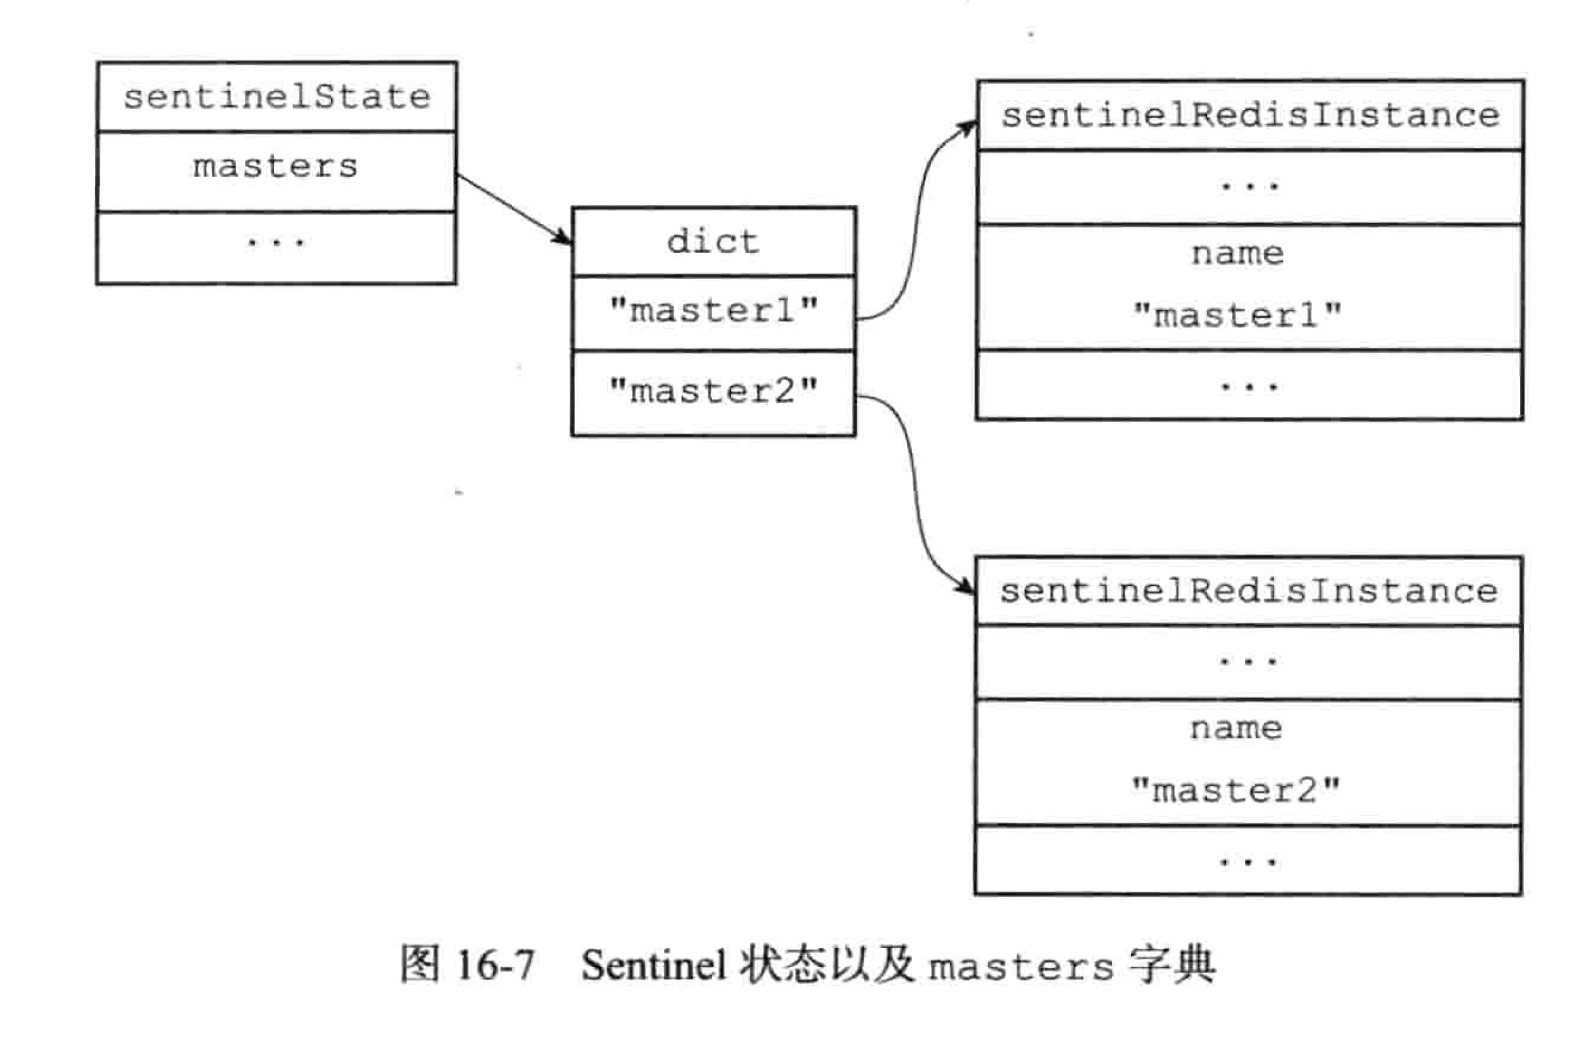 sentinelState
masters
...
dict
"master1"
"master2"
sentinelRedisInstance
...
name
"master1"
...
sentinelRedisInstance
...
name
"master2"
...
图 16-7 Sentinel 状态以及 masters 字典